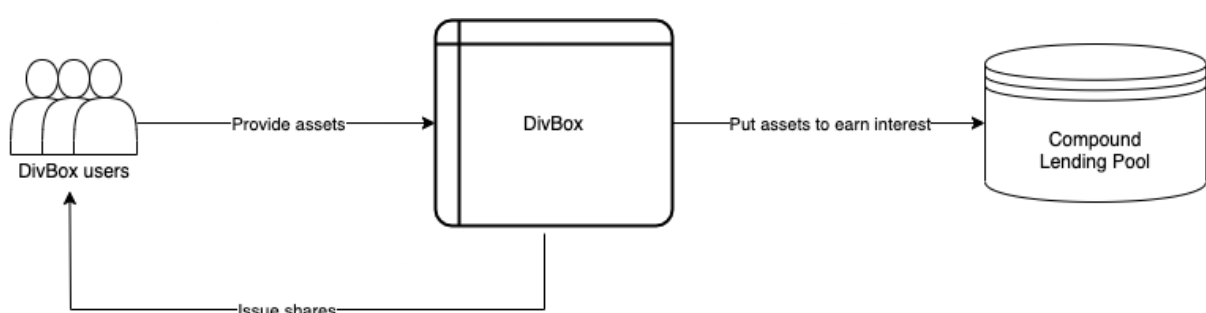 Provide assets
DivBox
Put assets to earn interest
Compound
Lending Pool
DivBox users
Issue shares